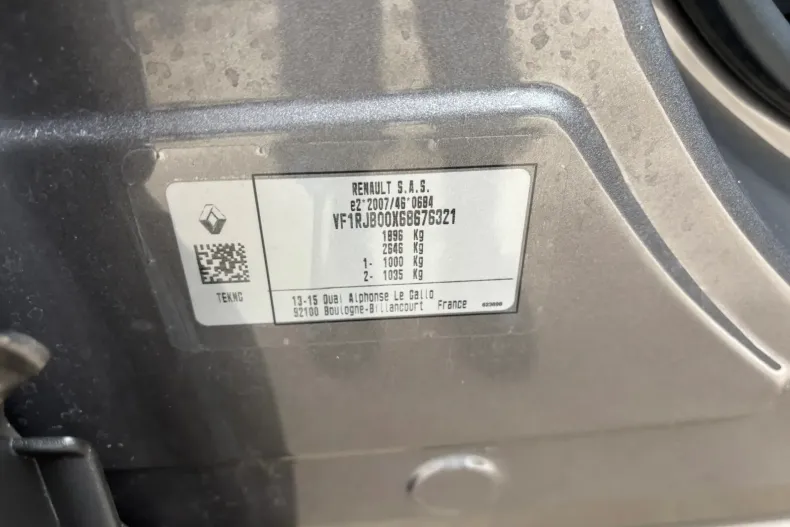 RENAULT S.A.S.
e2*2007/46*0684
VF1RJB00X68676321
1896 Kg
2646 Kg
1- 1000 Kg
2- 1035 Kg
TEKNO
13-15 Quai Alphonse Le Gallo
92100 Boulogne-Billancourt France